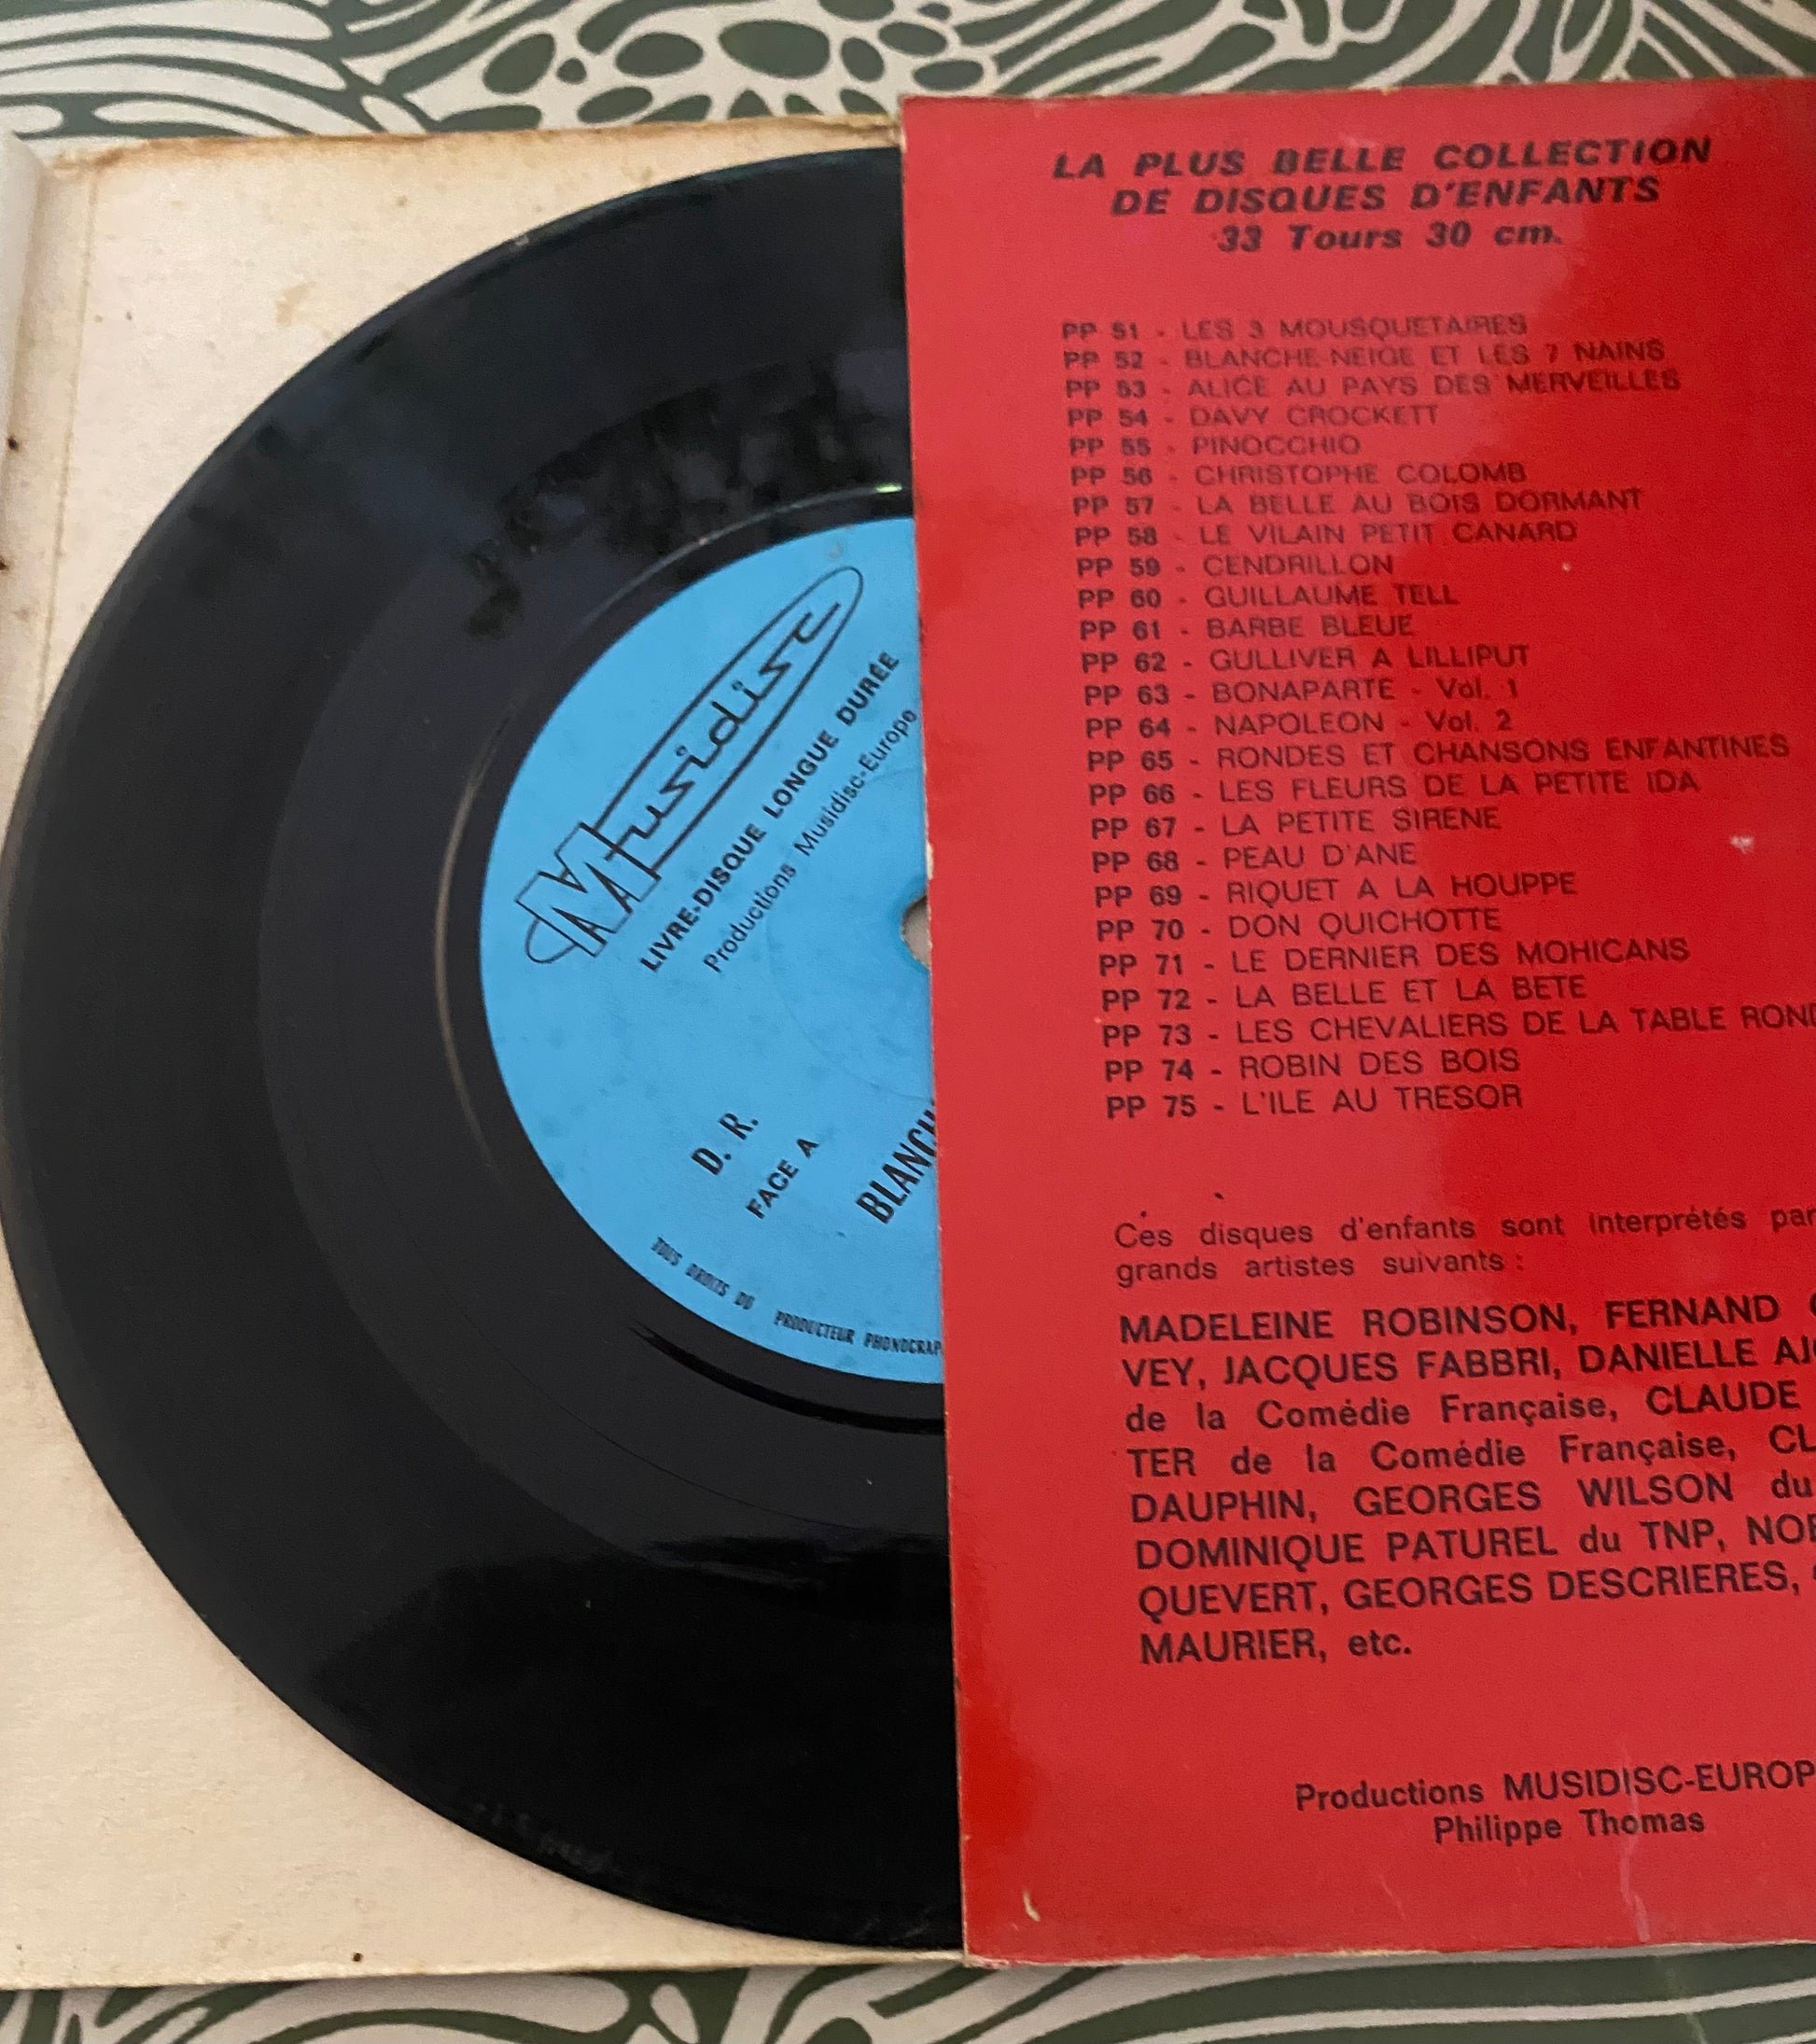 Musidisc
LIVRE-DISQUE LONGUE DURÉE
Productions Musidisc-Europe
D. R.
FACE A
TOUS DROITS DU PRODUCTEUR
LA PLUS BELLE COLLECTION
DE DISQUES D'ENFANTS
33 Tours 30 cm.
PP 51 - LES 3 MOUSQUETAIRES
PP 52 - BLANCHE-NEIGE ET LES 7 NAINS
PP 53 - ALICE AU PAYS DES MERVEILLES
PP 54 - DAVY CROCKETT
PP 55 - PINOCCHIO
PP 56 - CHRISTOPHE COLOMB
PP 57 - LA BELLE AU BOIS DORMANT
PP 58 - LE VILAIN PETIT CANARD
PP 59 - CENDRILLON
PP 60 - GUILLAUME TELL
PP 61 - BARBE BLEUE
PP 62 - GULLIVER A LILLIPUT
PP 63 - BONAPARTE - Vol. 1
PP 64 - NAPOLEON - Vol. 2
PP 65 - RONDES ET CHANSONS ENFANTINES
PP 66 - LES FLEURS DE LA PETITE IDA
PP 67 - LA PETITE SIRENE
PP 68 - PEAU D'ANE
PP 69 - RIQUET A LA HOUPPE
PP 70 - DON QUICHOTTE
PP 71 - LE DERNIER DES MOHICANS
PP 72 - LA BELLE ET LA BETE
PP 73 - LES CHEVALIERS DE LA TABLE
PP 74 - ROBIN DES BOIS
PP 75 - L'ILE AU TRESOR
Ces disques d'enfants sont interprétés par
grands artistes suivants :
MADELEINE ROBINSON, FERNAND
VEY, JACQUES FABBRI, DANIELLE
de la Comédie Française, CLAUDE
TER de la Comédie Française,
DAUPHIN, GEORGES WILSON du
DOMINIQUE PATUREL du TNP,
QUEVERT, GEORGES DESCRIERES,
MAURIER, etc.
Productions MUSIDISC-EUROP
Philippe Thomas